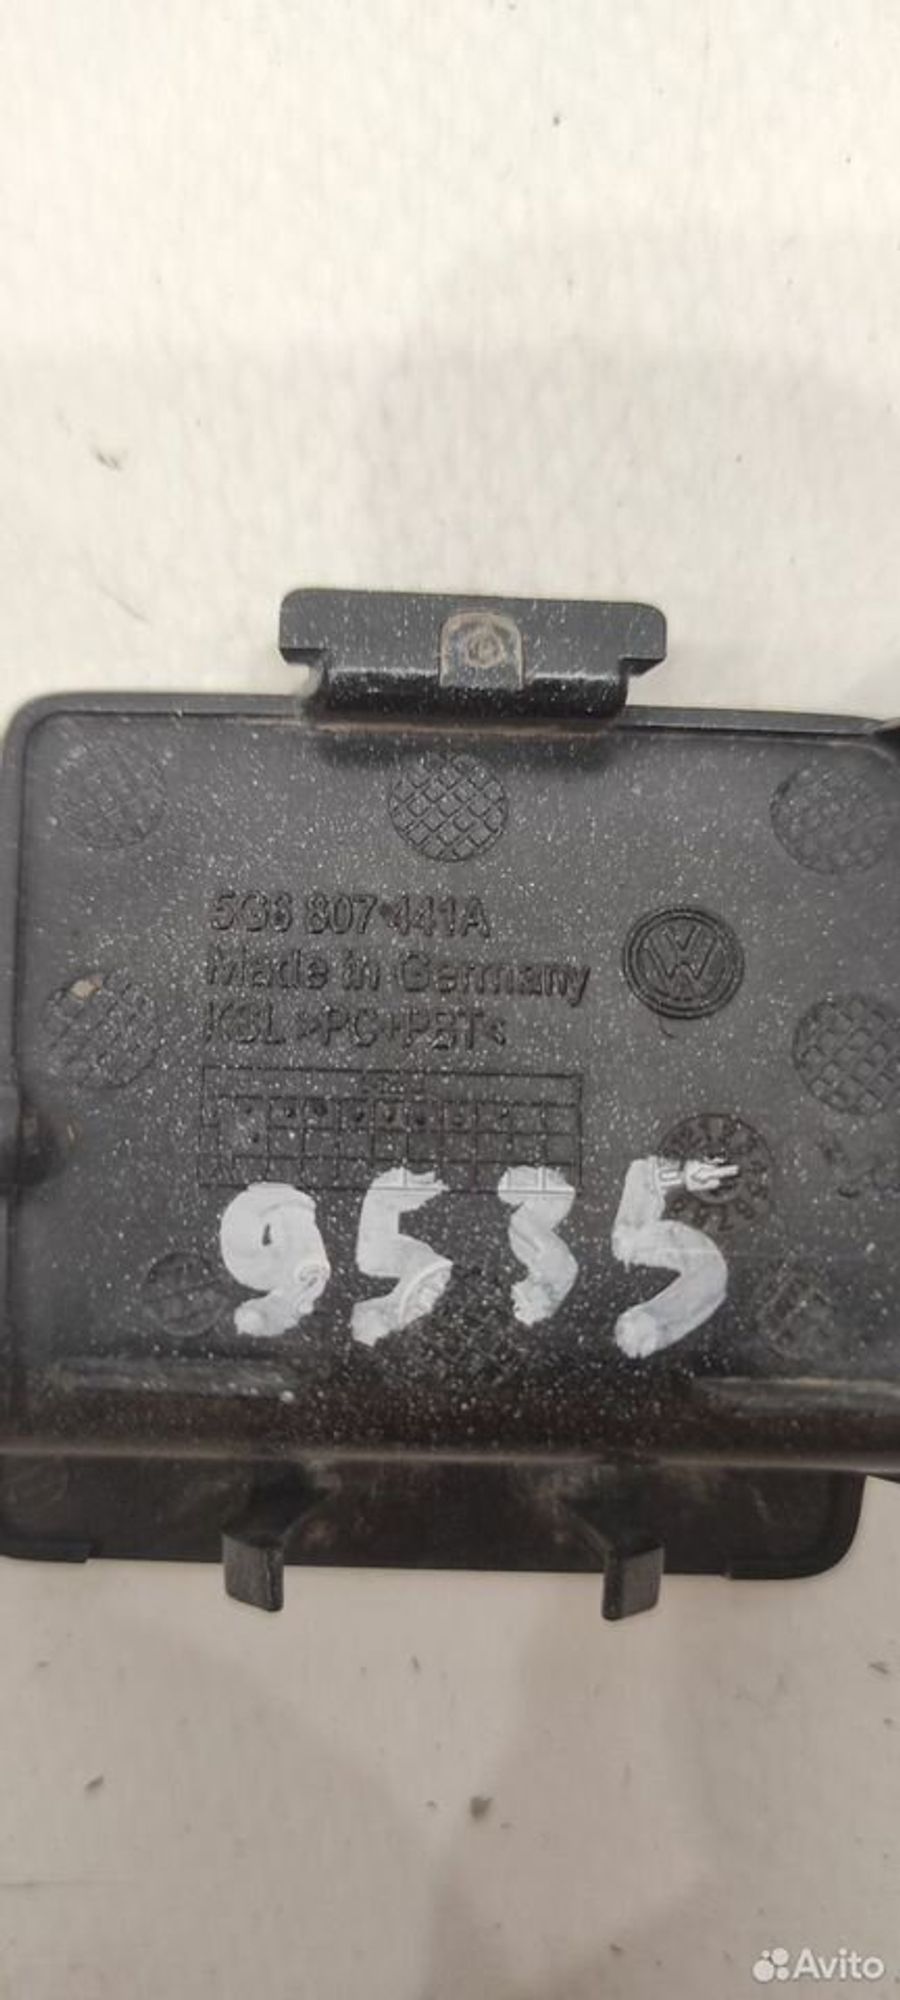 5G6 807 441A
Made in Germany
KSL >PC+PBT<
9535
Avito